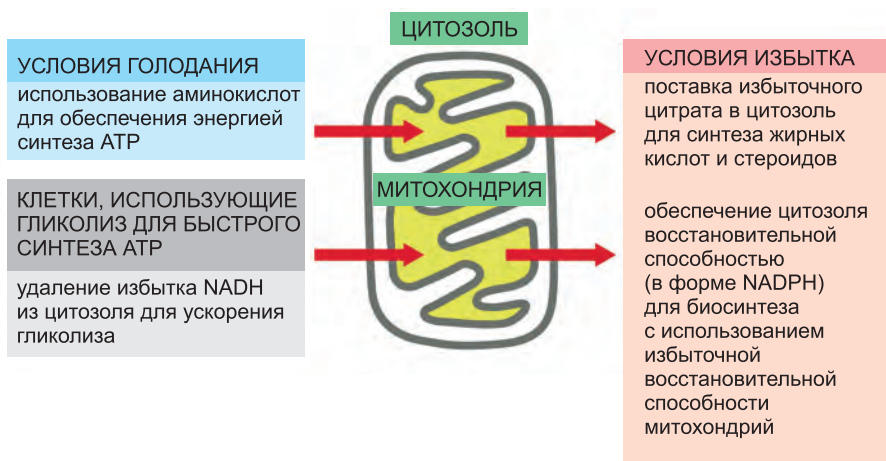 ЦИТОЗОЛЬ
УСЛОВИЯ ГОЛОДАНИЯ
использование аминокислот
для обеспечения энергией
синтеза АТР
КЛЕТКИ, ИСПОЛЬЗУЮЩИЕ
ГЛИКОЛИЗ ДЛЯ БЫСТРОГО
СИНТЕЗА АТР
удаление избытка NADH
из цитозоля для ускорения
гликолиза
МИТОХОНДРИЯ
УСЛОВИЯ ИЗБЫТКА
поставка избыточного
цитрата в цитозоль
для синтеза жирных
кислот и стероидов
обеспечение цитозоля
восстановительной
способностью
(в форме NADPH)
для биосинтеза
с использованием
избыточной
восстановительной
способности
митохондрий